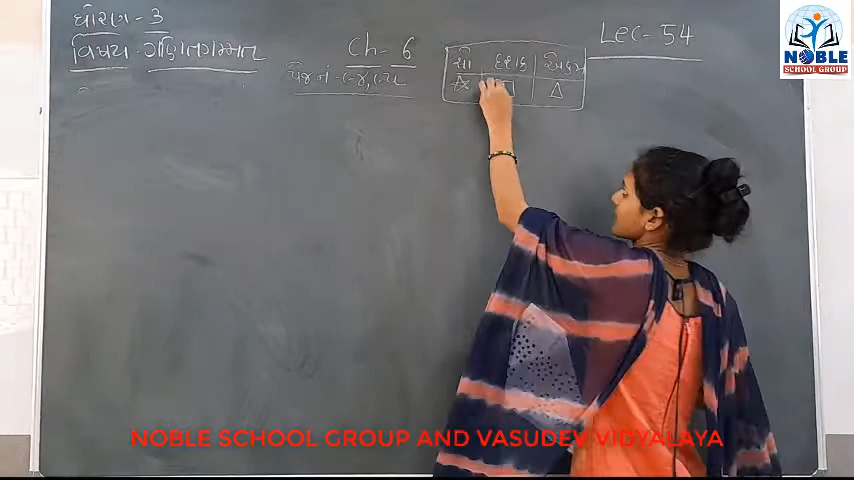 ધોરણ - 3
વિષય - ગણિતગમ્મત
Ch - 6
પેજ નં -
સો દશક એકમ
Lec - 54
NOBLE
SCHOOL GROUP
NOBLE SCHOOL GROUP AND VASUDEV VIDYALAYA